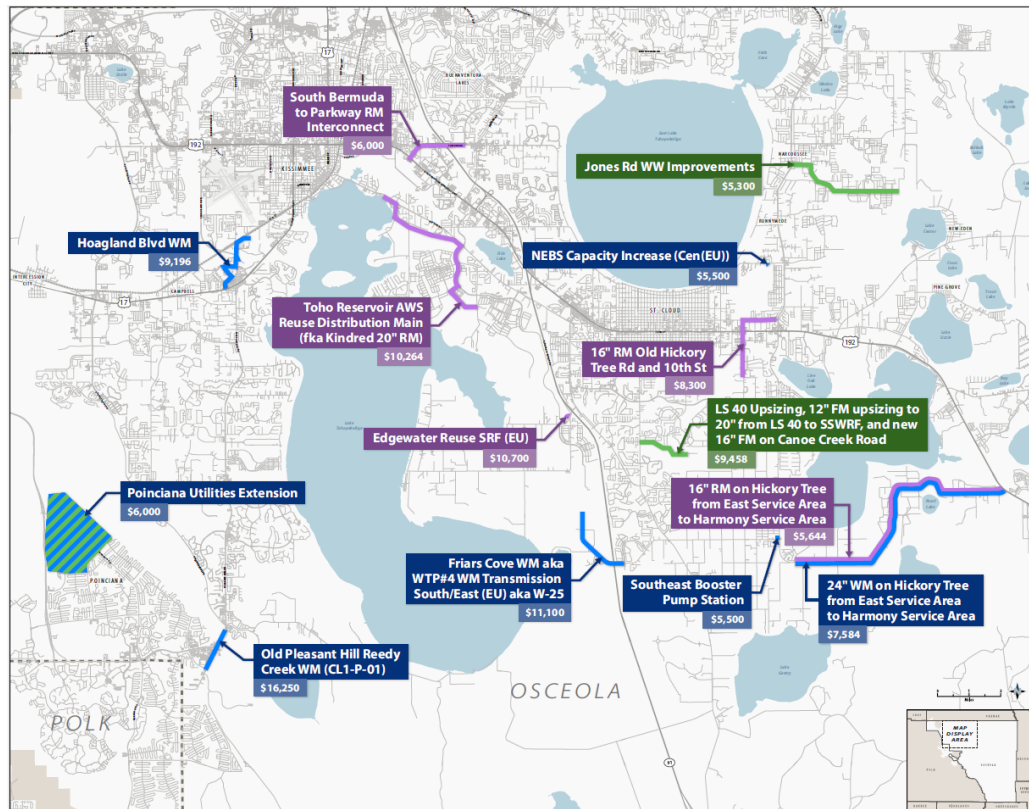 17
192
KISSIMMEE
South Bermuda
to Parkway RM
Interconnect
$6,000
Jones Rd WW Improvements
$5,300
NARCOOSSEE
RUNNYMEDE
Hoagland Blvd WM
$9,196
INTERCESSION
CITY
CAMPBELL
17
NEBS Capacity Increase (Cen(EU))
$5,500
PINE GROVE
ST. CLOUD
Toho Reservoir AWS
Reuse Distribution Main
(fka Kindred 20" RM)
$10,264
192
16" RM Old Hickory
Tree Rd and 10th St
$8,300
LS 40 Upsizing, 12" FM upsizing to
20" from LS 40 to SSWRF, and new
16" FM on Canoe Creek Road
$9,458
Edgewater Reuse SRF (EU)
$10,700
Poinciana Utilities Extension
$6,000
POINCIANA
16" RM on Hickory Tree
from East Service Area
to Harmony Service Area
$5,644
Friars Cove WM aka
WTP#4 WM Transmission
South/East (EU) aka W-25
$11,100
Southeast Booster
Pump Station
$5,500
24" WM on Hickory Tree
from East Service Area
to Harmony Service Area
$7,584
Old Pleasant Hill Reedy
Creek WM (CL1-P-01)
$16,250
OSCEOLA
POLK
MAP
DISPLAY
AREA